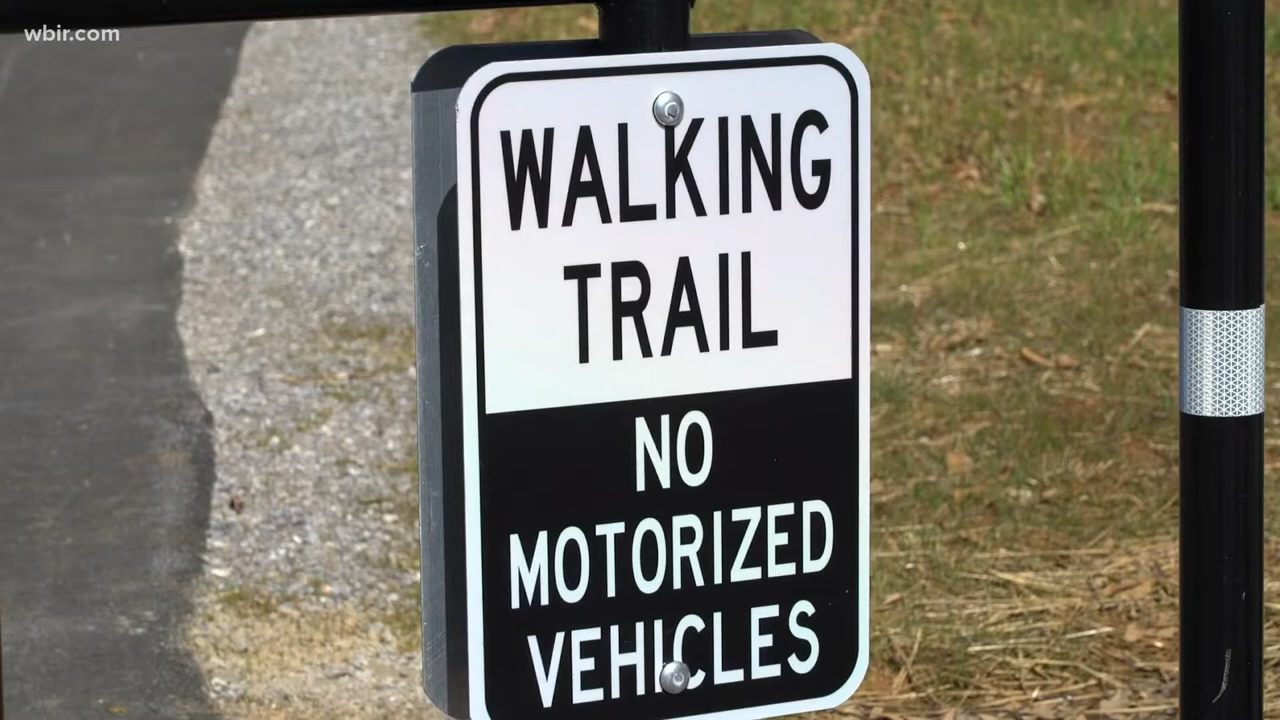 wbir.com
WALKING
TRAIL
NO
MOTORIZED
VEHICLES